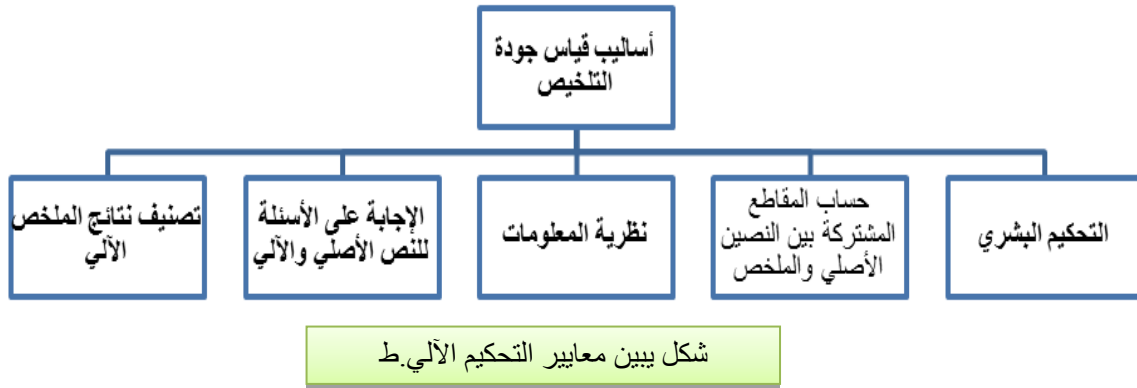 أساليب قياس جودة
التلخيص
التحكيم البشري
حساب المقاطع
المشتركة بين النصين
الأصلي والملخص
نظرية المعلومات
الإجابة على الأسئلة
للنص الأصلي والآلي
تصنيف نتائج الملخص
الآلي
شكل يبين معايير التحكيم الآلي.ط